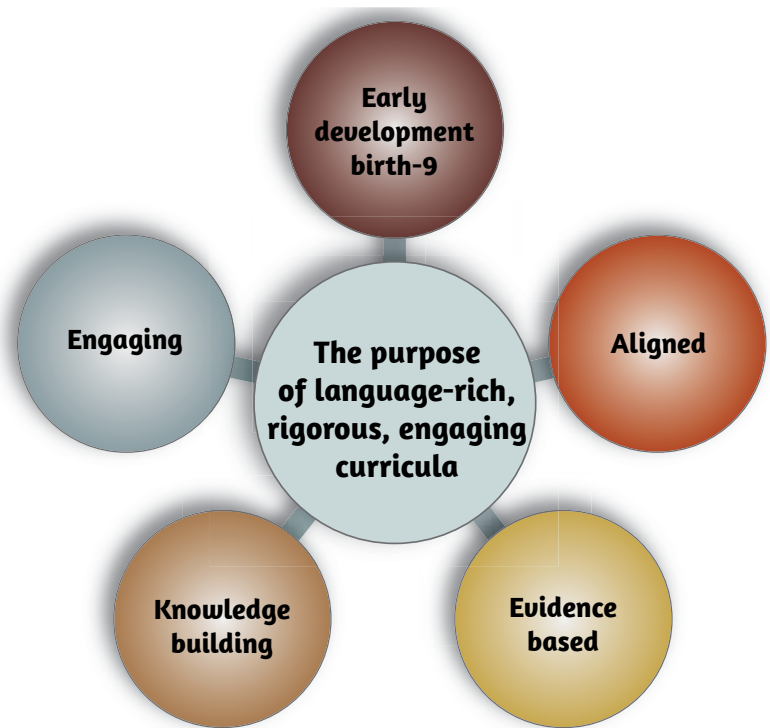 Early
development
birth-9
Engaging
Aligned
The purpose
of language-rich,
rigorous, engaging
curricula
Knowledge
building
Evidence
based